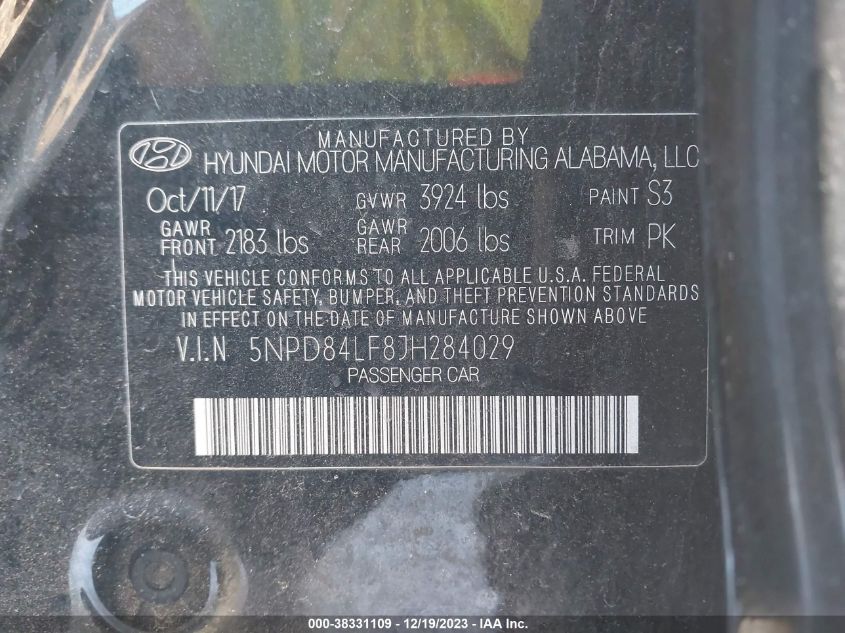 MANUFACTURED BY
HYUNDAI MOTOR MANUFACTURING ALABAMA, LLC
Oct/11/17 GVWR 3924 lbs PAINT S3
GAWR FRONT 2183 lbs GAWR REAR 2006 lbs TRIM PK
THIS VEHICLE CONFORMS TO ALL APPLICABLE U.S.A. FEDERAL
MOTOR VEHICLE SAFETY, BUMPER, AND THEFT PREVENTION STANDARDS
IN EFFECT ON THE DATE OF MANUFACTURE SHOWN ABOVE
V.I.N 5NPD84LF8JH284029
PASSENGER CAR
000-38331109 - 12/19/2023 - © IAA, Inc.